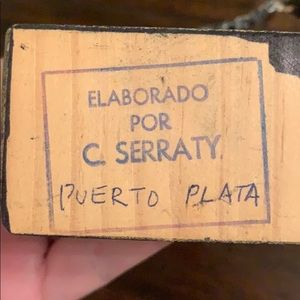 ELABORADO
POR
C. SERRATY
PUERTO PLATA